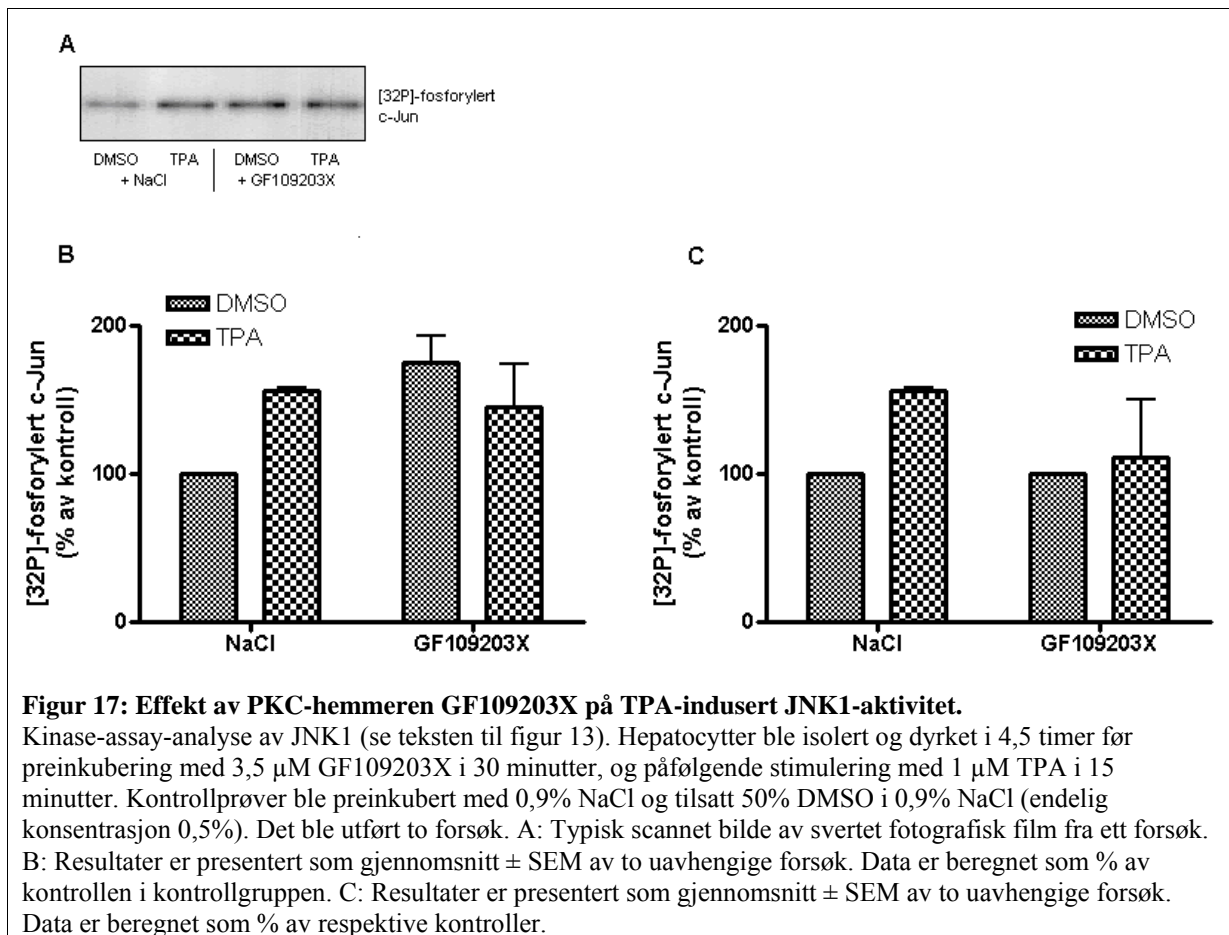 A
[32P]-fosforylert
c-Jun
DMSO TPA DMSO TPA
+ NaCl + GF109203X
B
DMSO
TPA
200
100
0
[32P]-fosforylert c-Jun
(% av kontroll)
NaCl GF109203X
C
DMSO
TPA
200
100
0
[32P]-fosforylert c-Jun
(% av kontroll)
NaCl GF109203X
Figur 17: Effekt av PKC-hemmeren GF109203X på TPA-indusert JNK1-aktivitet.
Kinase-assay-analyse av JNK1 (se teksten til figur 13). Hepatocytter ble isolert og dyrket i 4,5 timer før
preinkubering med 3,5 µM GF109203X i 30 minutter, og påfølgende stimulering med 1 µM TPA i 15
minutter. Kontrollprøver ble preinkubert med 0,9% NaCl og tilsatt 50% DMSO i 0,9% NaCl (endelig
konsentrasjon 0,5%). Det ble utført to forsøk. A: Typisk scannet bilde av svertet fotografisk film fra ett forsøk.
B: Resultater er presentert som gjennomsnitt ± SEM av to uavhengige forsøk. Data er beregnet som % av
kontrollen i kontrollgruppen. C: Resultater er presentert som gjennomsnitt ± SEM av to uavhengige forsøk.
Data er beregnet som % av respektive kontroller.